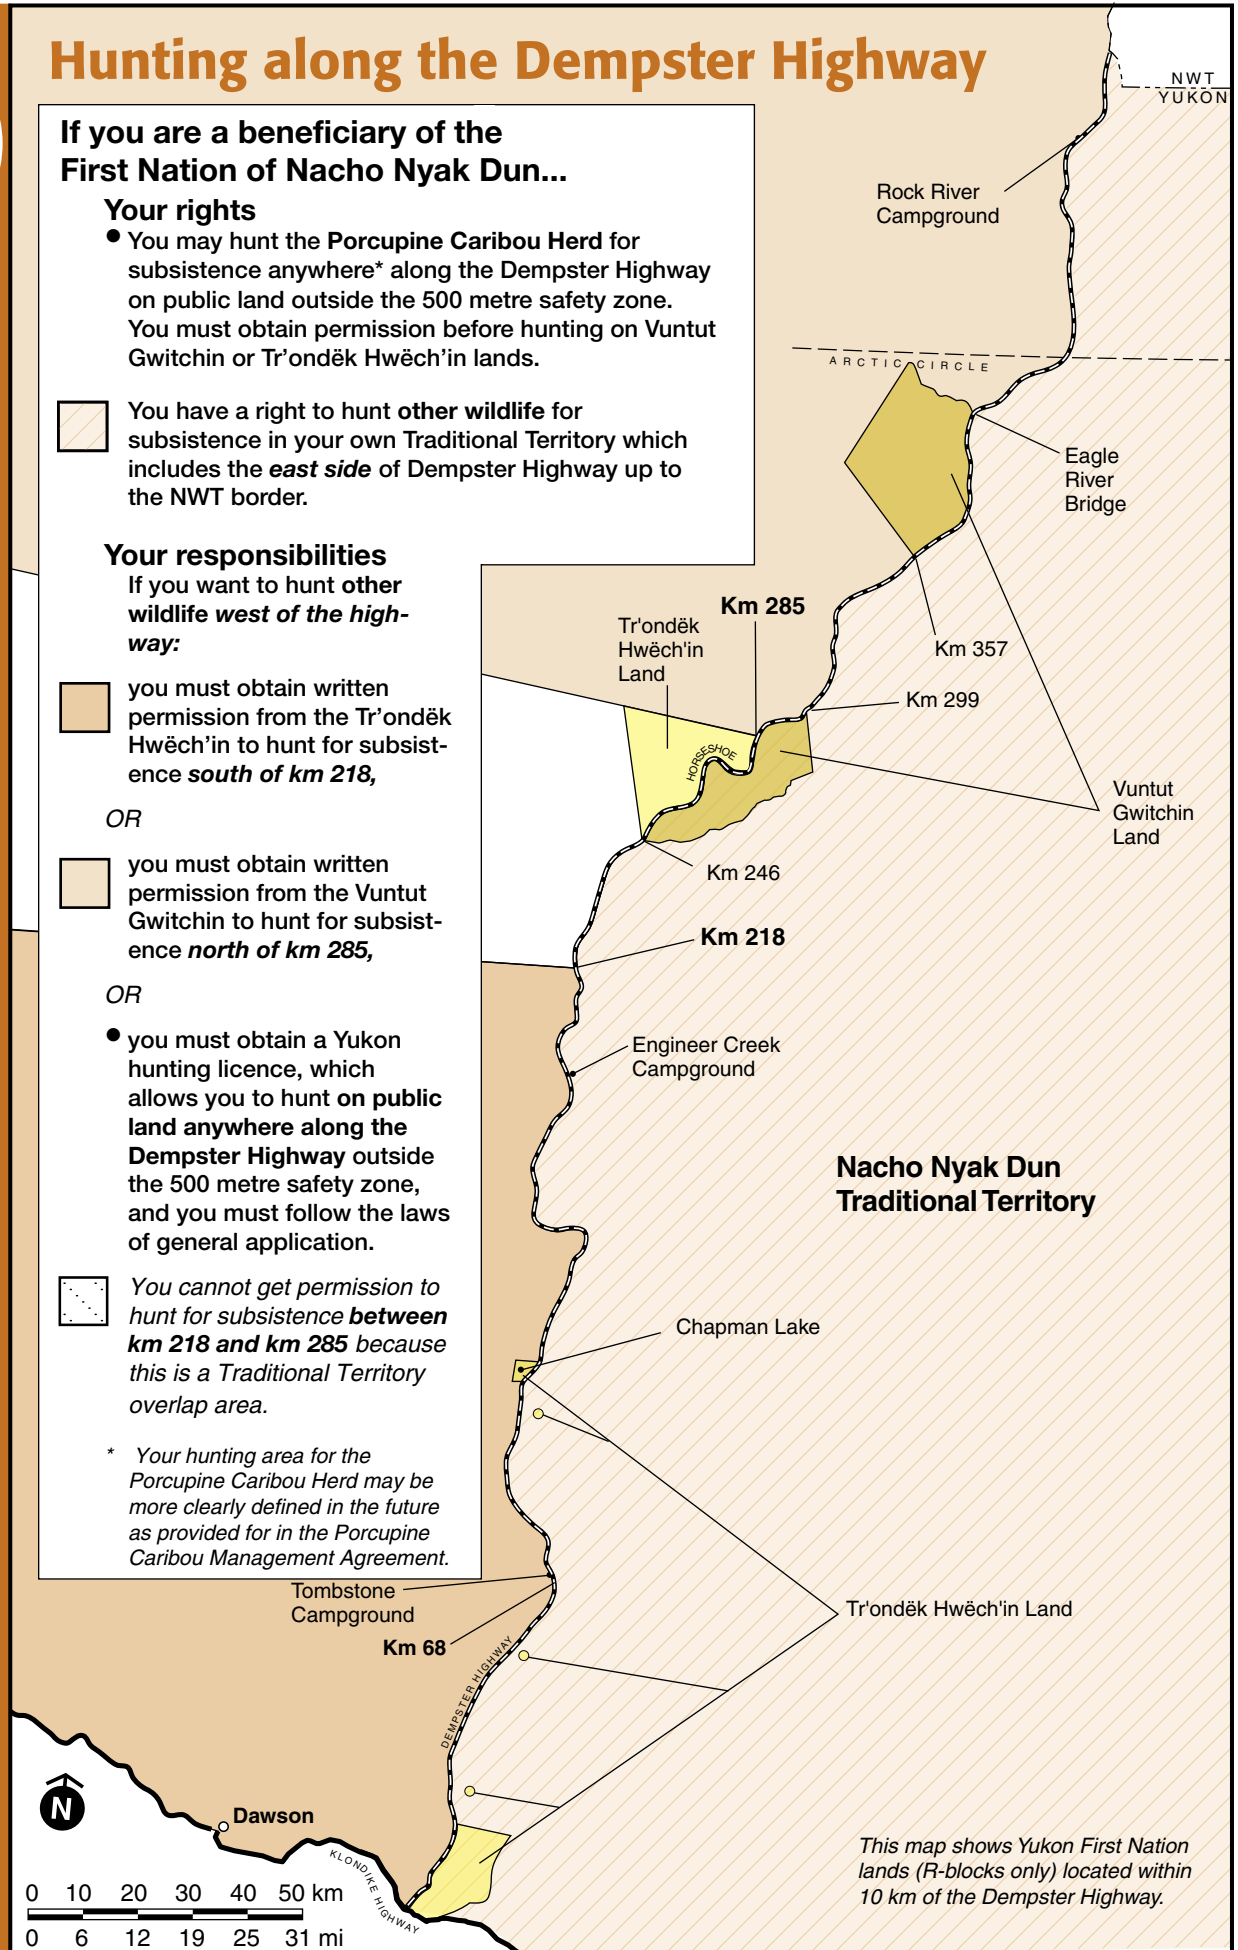 Hunting along the Dempster Highway
If you are a beneficiary of the
First Nation of Nacho Nyak Dun...
Your rights
● You may hunt the Porcupine Caribou Herd for
subsistence anywhere* along the Dempster Highway
on public land outside the 500 metre safety zone.
You must obtain permission before hunting on Vuntut
Gwitchin or Tr'ondëk Hwëch'in lands.
You have a right to hunt other wildlife for
subsistence in your own Traditional Territory which
includes the east side of Dempster Highway up to
the NWT border.
Your responsibilities
If you want to hunt other
wildlife west of the high-
way:
you must obtain written
permission from the Tr'ondëk
Hwëch'in to hunt for subsist-
ence south of km 218,
OR
you must obtain written
permission from the Vuntut
Gwitchin to hunt for subsist-
ence north of km 285,
OR
● you must obtain a Yukon
hunting licence, which
allows you to hunt on public
land anywhere along the
Dempster Highway outside
the 500 metre safety zone,
and you must follow the laws
of general application.
You cannot get permission to
hunt for subsistence between
km 218 and km 285 because
this is a Traditional Territory
overlap area.
* Your hunting area for the
Porcupine Caribou Herd may be
more clearly defined in the future
as provided for in the Porcupine
Caribou Management Agreement.
NWT
YUKON
Rock River
Campground
ARCTIC CIRCLE
Eagle
River
Bridge
Km 285
Tr'ondëk
Hwëch'in
Land
Km 357
Km 299
HORSESHOE
Vuntut
Gwitchin
Land
Km 246
Km 218
Engineer Creek
Campground
Nacho Nyak Dun
Traditional Territory
Chapman Lake
Tombstone
Campground
Km 68
Tr'ondëk Hwëch'in Land
DEMPSTER HIGHWAY
N
Dawson
KLONDIKE HIGHWAY
0 10 20 30 40 50 km
0 6 12 19 25 31 mi
This map shows Yukon First Nation
lands (R-blocks only) located within
10 km of the Dempster Highway.